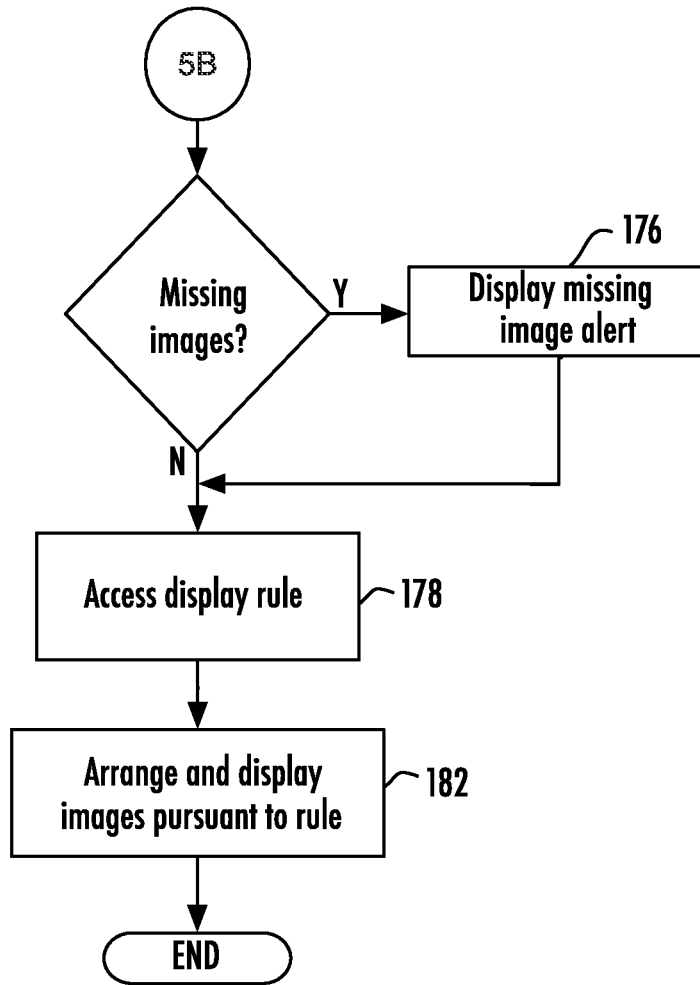 5B
Missing
images?
Y
176
Display missing
image alert
N
Access display rule
178
Arrange and display
images pursuant to rule
182
END